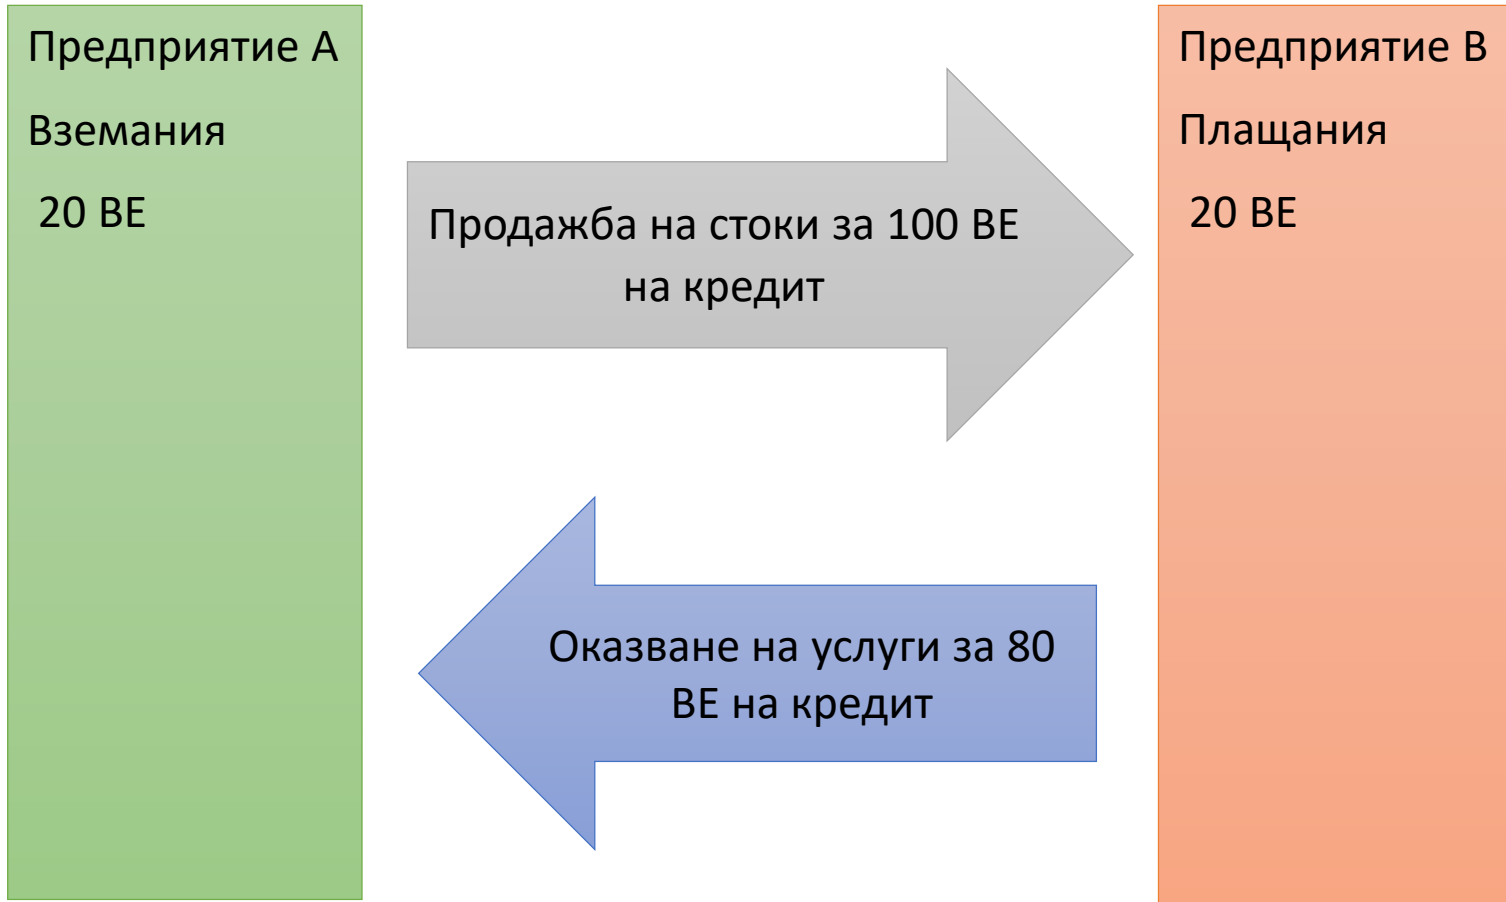 Предприятие А
Вземания
20 ВЕ
Продажба на стоки за 100 ВЕ
на кредит
Предприятие В
Плащания
20 ВЕ
Оказване на услуги за 80
ВЕ на кредит